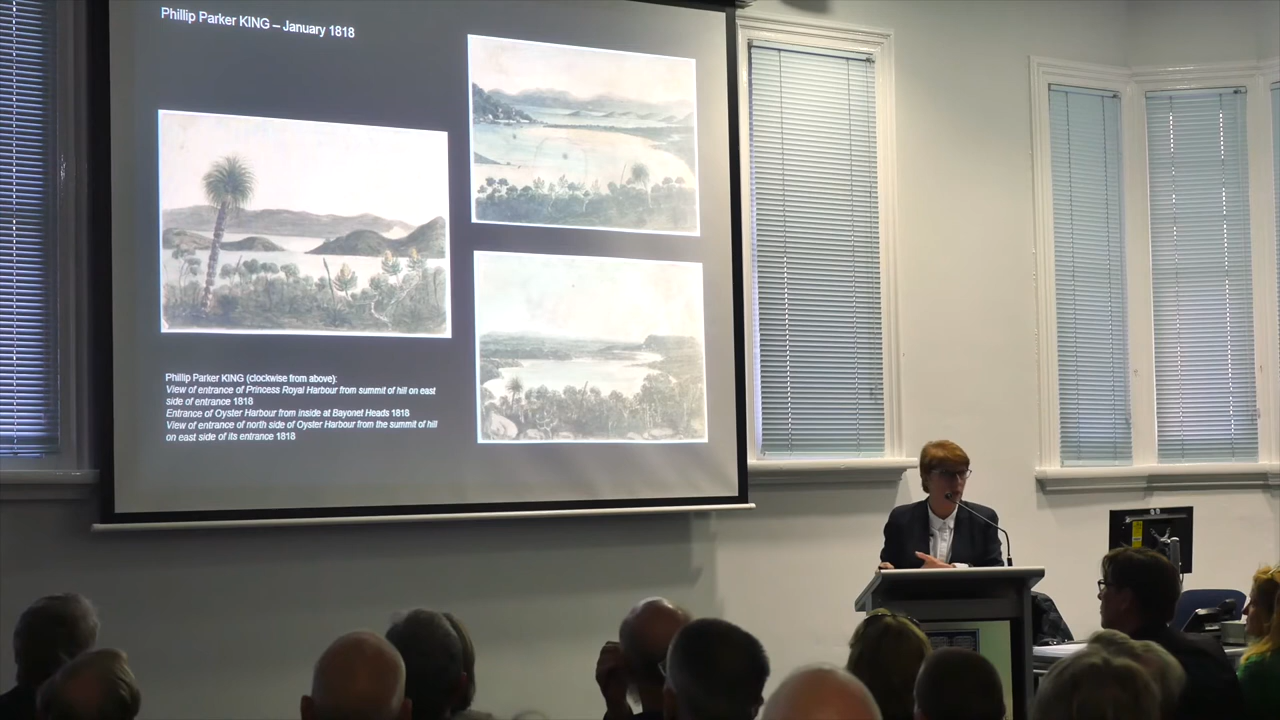 Phillip Parker KING – January 1818
Phillip Parker KING (clockwise from above):
View of entrance of Princess Royal Harbour from summit of hill on east
side of entrance 1818
Entrance of Oyster Harbour from inside at Bayonet Heads 1818
View of entrance of north side of Oyster Harbour from the summit of hill
on east side of its entrance 1818